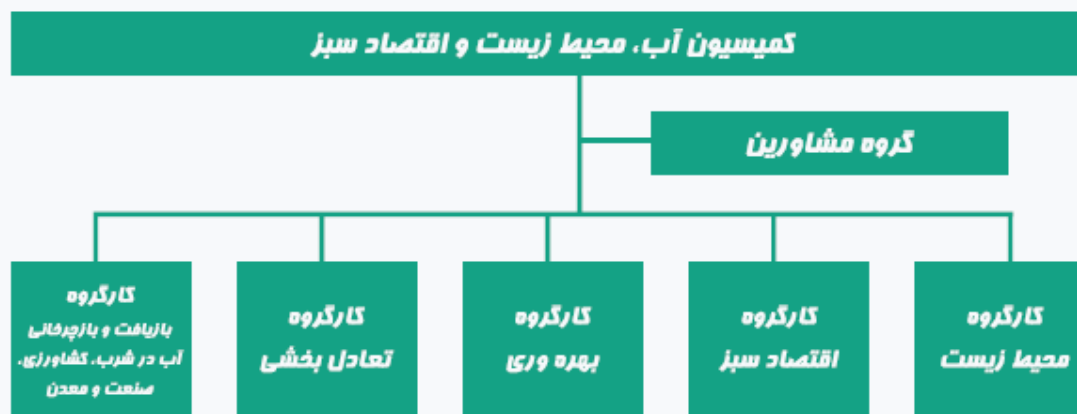 کمیسیون آب، محیط زیست و اقتصاد سبز
گروه مشاورین
کارگروه
محیط زیست
کارگروه
اقتصاد سبز
کارگروه
بهره وری
کارگروه
تعادل بخشی
کارگروه
بازیافت و بازچرخانی
آب در شرب، کشاورزی،
صنعت و معدن